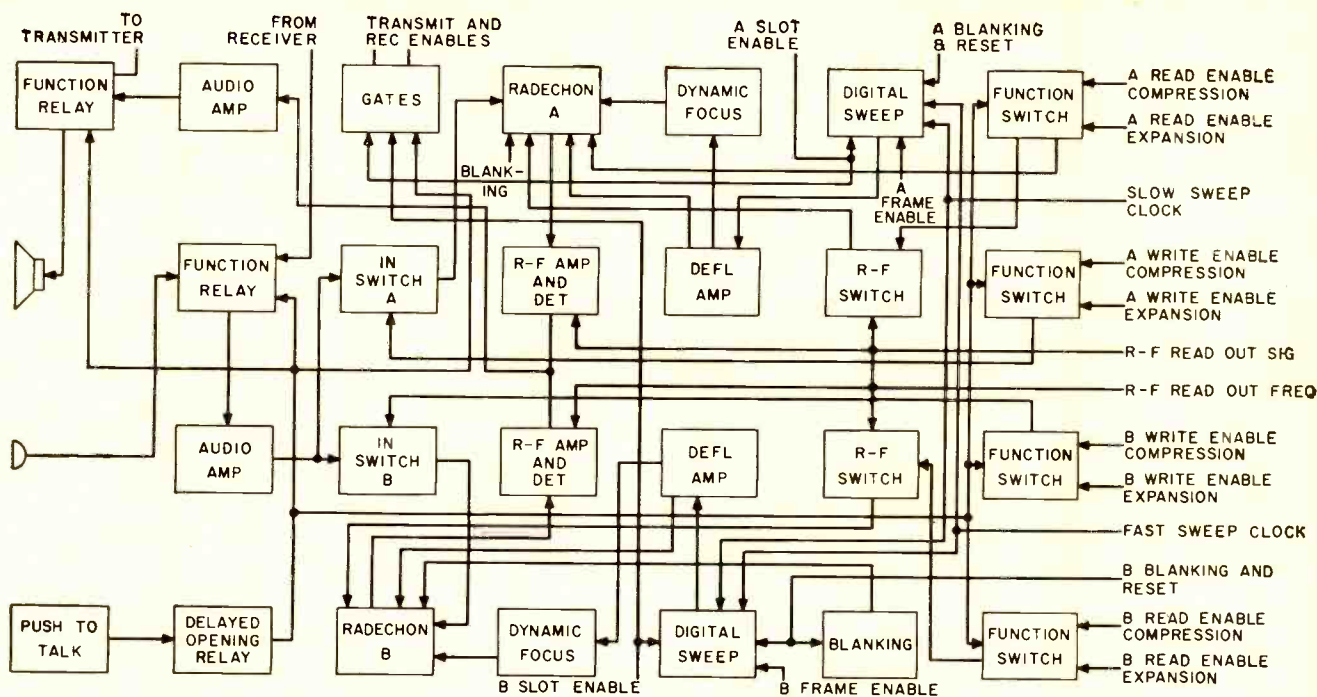 TO
TRANSMITTER
FROM
RECEIVER
TRANSMIT AND
REC ENABLES
A SLOT
ENABLE
A BLANKING
& RESET
FUNCTION
RELAY
AUDIO
AMP
GATES
RADECHON
A
DYNAMIC
FOCUS
DIGITAL
SWEEP
FUNCTION
SWITCH
A READ ENABLE
COMPRESSION
A READ ENABLE
EXPANSION
BLANK-
ING
A
FRAME
ENABLE
SLOW SWEEP
CLOCK
FUNCTION
RELAY
IN
SWITCH
A
R-F AMP
AND
DET
DEFL
AMP
R-F
SWITCH
FUNCTION
SWITCH
A WRITE ENABLE
COMPRESSION
A WRITE ENABLE
EXPANSION
R-F READ OUT SIG
R-F READ OUT FREQ
AUDIO
AMP
IN
SWITCH
B
R-F AMP
AND
DET
DEFL
AMP
R-F
SWITCH
FUNCTION
SWITCH
B WRITE ENABLE
COMPRESSION
B WRITE ENABLE
EXPANSION
FAST SWEEP CLOCK
B BLANKING AND
RESET
PUSH TO
TALK
DELAYED
OPENING
RELAY
RADECHON
B
DYNAMIC
FOCUS
DIGITAL
SWEEP
BLANKING
FUNCTION
SWITCH
B READ ENABLE
COMPRESSION
B READ ENABLE
EXPANSION
B SLOT ENABLE
B FRAME ENABLE